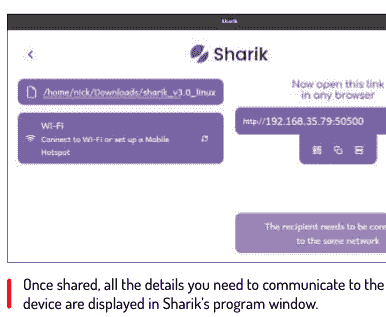 Sharik
Sharik
/home/nick/Downloads/sharik_v3.0_linux
Wi-Fi
Connect to Wi-Fi or set up a Mobile
Hotspot
Now open this link
in any browser
http://192.168.35.79:50500
The recipient needs to be
to the same network
Once shared, all the details you need to communicate to the
device are displayed in Sharik's program window.